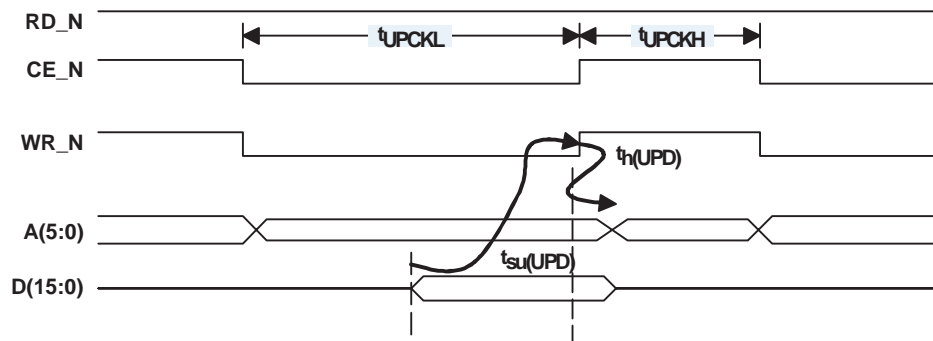 RD_N
tUPCKL tUPCKH
CE_N
WR_N
th(UPD)
A(5:0)
tsu(UPD)
D(15:0)